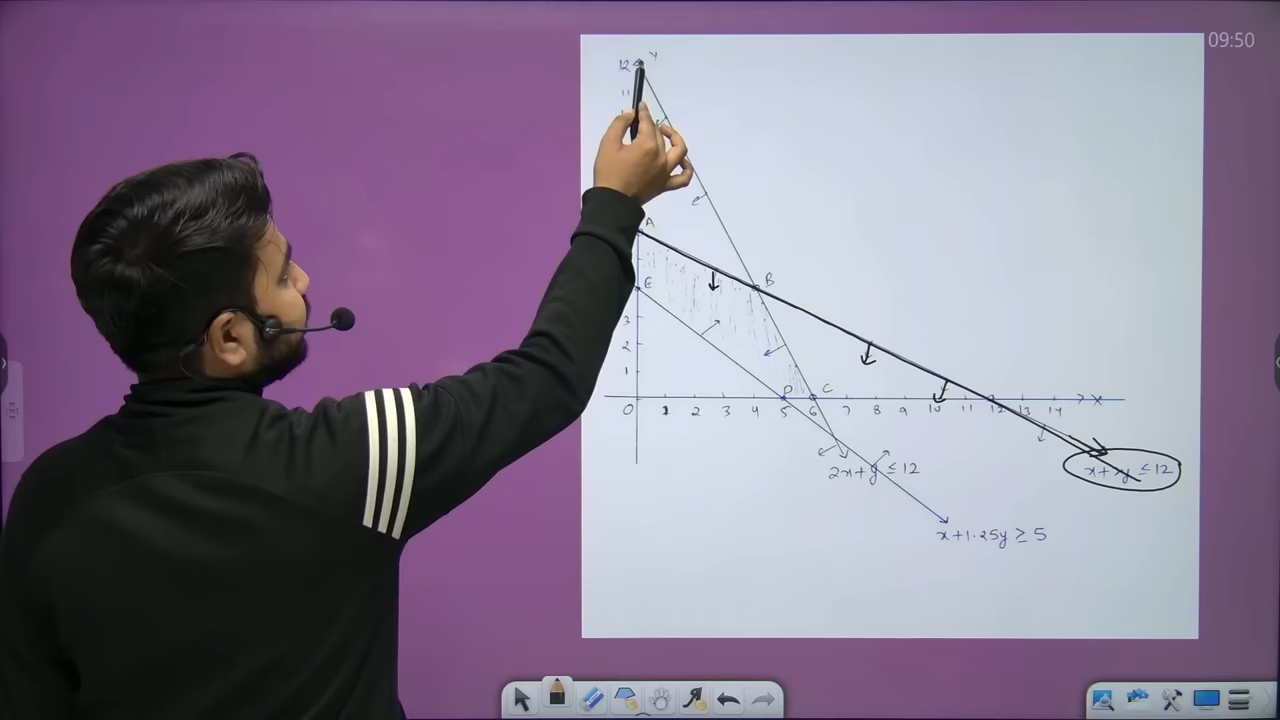 09:50
Y
12
11
A
E
B
3
2
1
D
C
0 1 2 3 4 5 6 7 8 9 10 11 12 13 14 X
2x+y ≤ 12
≤ 12
x+1.25y ≥ 5